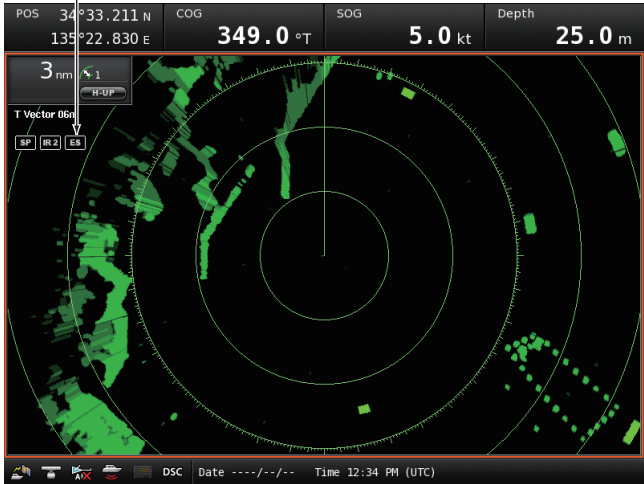 POS 34°33.211 N
135°22.830 E
COG
349.0 °T
SOG
5.0 kt
Depth
25.0 m
3 nm 1
H-UP
T Vector 06m
SP IR 2 ES
AIX DSC Date ----/--/-- Time 12:34 PM (UTC)